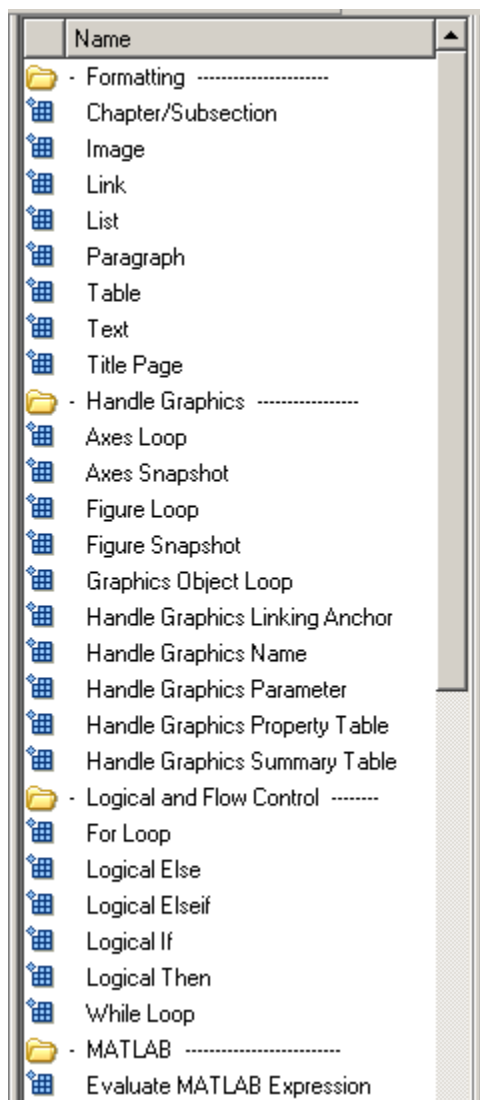 Name
- Formatting ----------------------
Chapter/Subsection
Image
Link
List
Paragraph
Table
Text
Title Page
- Handle Graphics -----------------
Axes Loop
Axes Snapshot
Figure Loop
Figure Snapshot
Graphics Object Loop
Handle Graphics Linking Anchor
Handle Graphics Name
Handle Graphics Parameter
Handle Graphics Property Table
Handle Graphics Summary Table
- Logical and Flow Control --------
For Loop
Logical Else
Logical Elseif
Logical If
Logical Then
While Loop
- MATLAB --------------------------
Evaluate MATLAB Expression